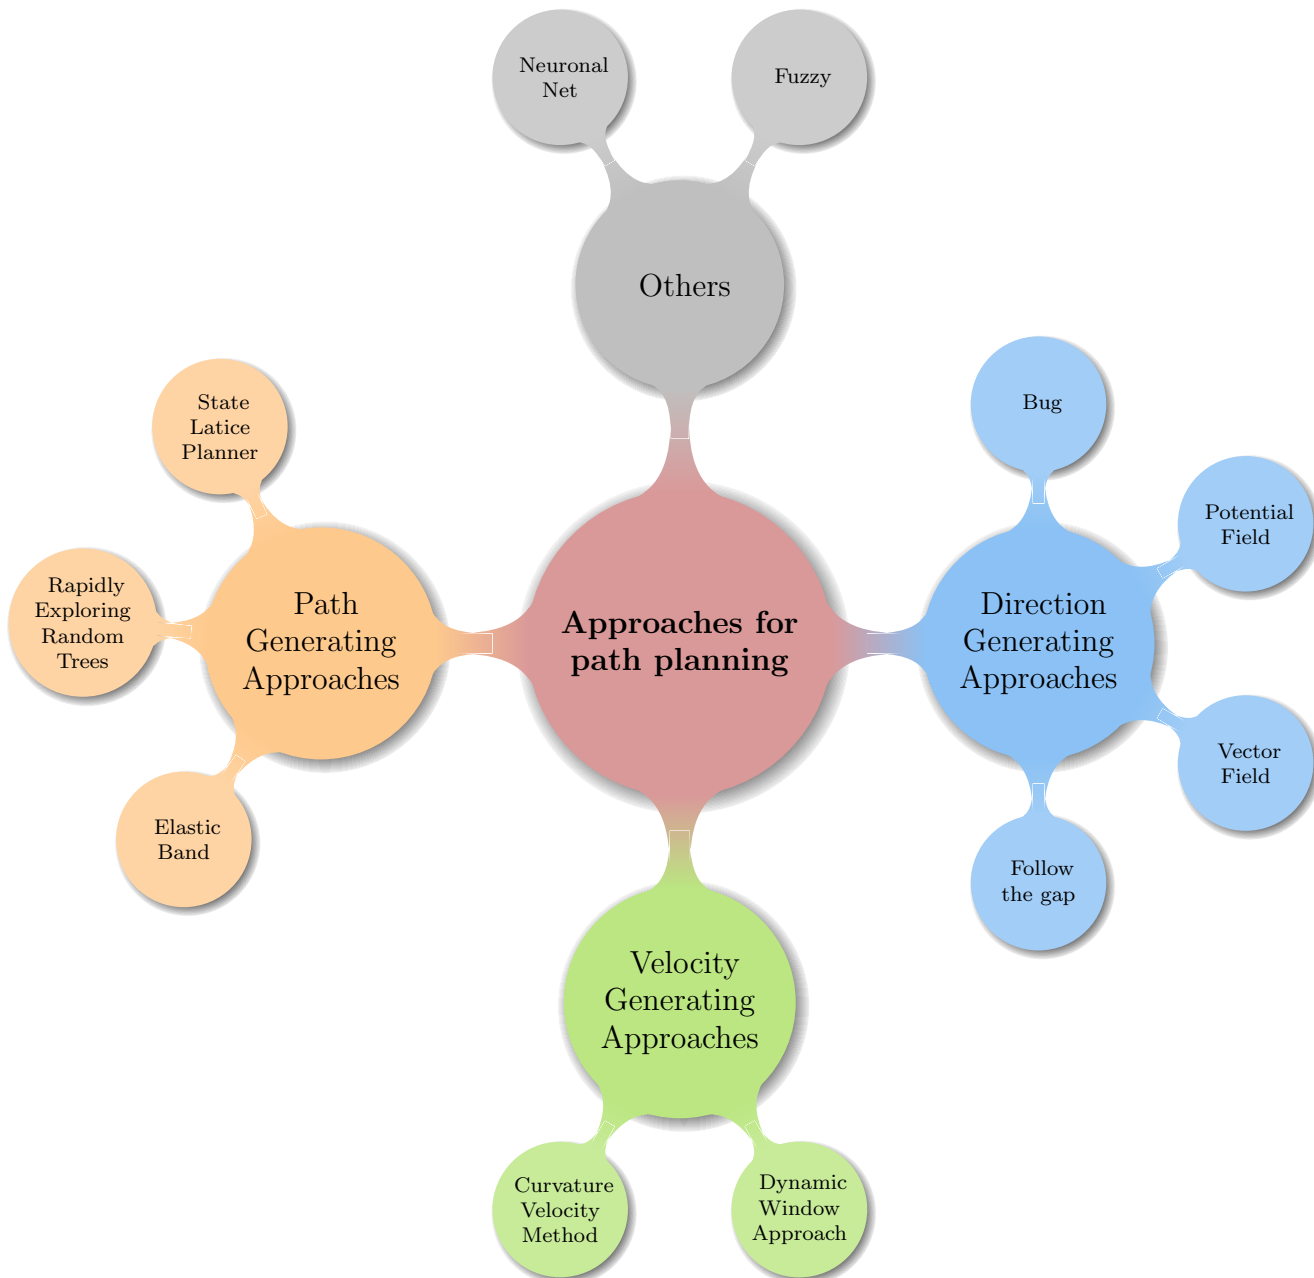 Neuronal
Net
Fuzzy
Others
State
Latice
Planner
Bug
Potential
Field
Rapidly
Exploring
Random
Trees
Path
Generating
Approaches
Approaches for
path planning
Direction
Generating
Approaches
Vector
Field
Elastic
Band
Follow
the gap
Velocity
Generating
Approaches
Curvature
Velocity
Method
Dynamic
Window
Approach